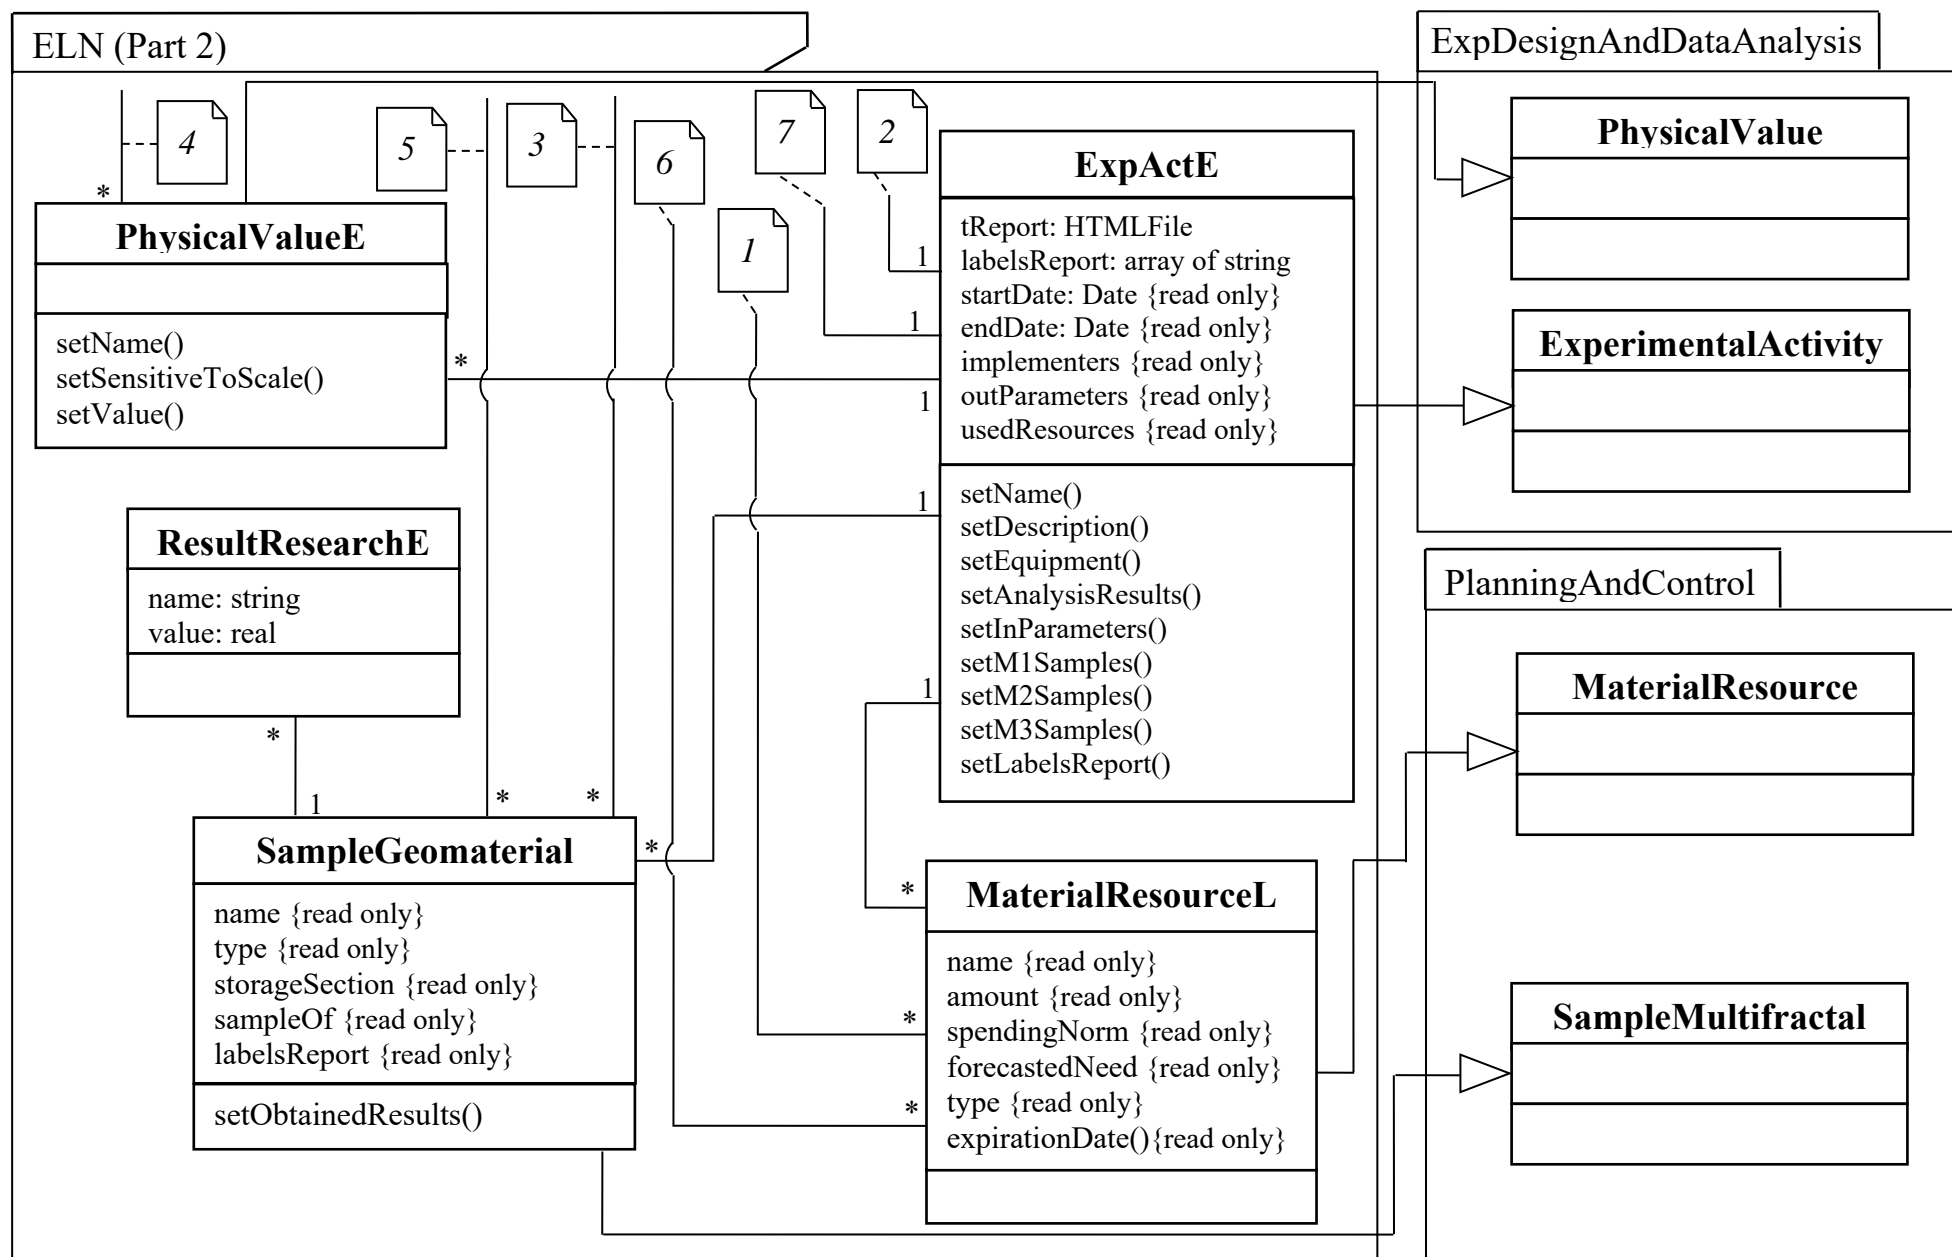 ELN (Part 2)
ExpDesignAndDataAnalysis
4
5
3
6
7
2
1
*
PhysicalValueE
setName()
setSensitiveToScale()
setValue()
*
ExpActE
tReport: HTMLFile
labelsReport: array of string
startDate: Date {read only}
endDate: Date {read only}
implementers {read only}
outParameters {read only}
usedResources {read only}
setName()
setDescription()
setEquipment()
setAnalysisResults()
setInParameters()
setM1Samples()
setM2Samples()
setM3Samples()
setLabelsReport()
1
1
1
1
1
PhysicalValue
ExperimentalActivity
ResultResearchE
name: string
value: real
*
1
*
*
SampleGeomaterial
name {read only}
type {read only}
storageSection {read only}
sampleOf {read only}
labelsReport {read only}
setObtainedResults()
*
*
*
*
MaterialResourceL
name {read only}
amount {read only}
spendingNorm {read only}
forecastedNeed {read only}
type {read only}
expirationDate(){read only}
PlanningAndControl
MaterialResource
SampleMultifractal